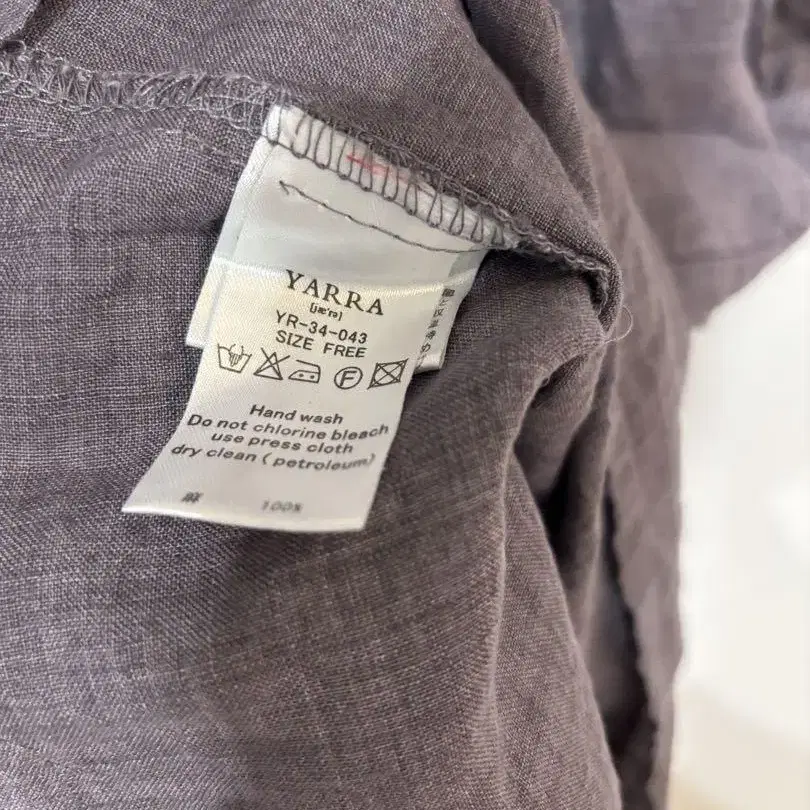 YARRA
[jæ'rə]
YR-34-043
SIZE FREE
F
Hand wash
Do not chlorine bleach
use press cloth
dry clean ( petroleum)
麻 100%